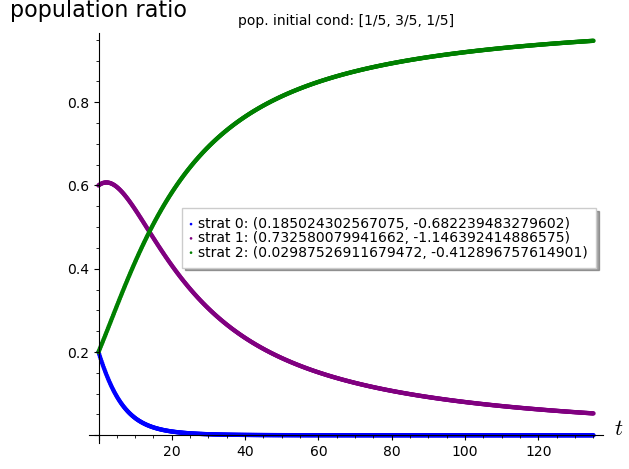 population ratio
pop. initial cond: [1/5, 3/5, 1/5]
0.8
0.6
0.4
0.2
strat 0: (0.185024302567075, -0.682239483279602)
strat 1: (0.732580079941662, -1.146392414886575)
strat 2: (0.02987526911679472, -0.412896757614901)
20
40
60
80
100
120
t